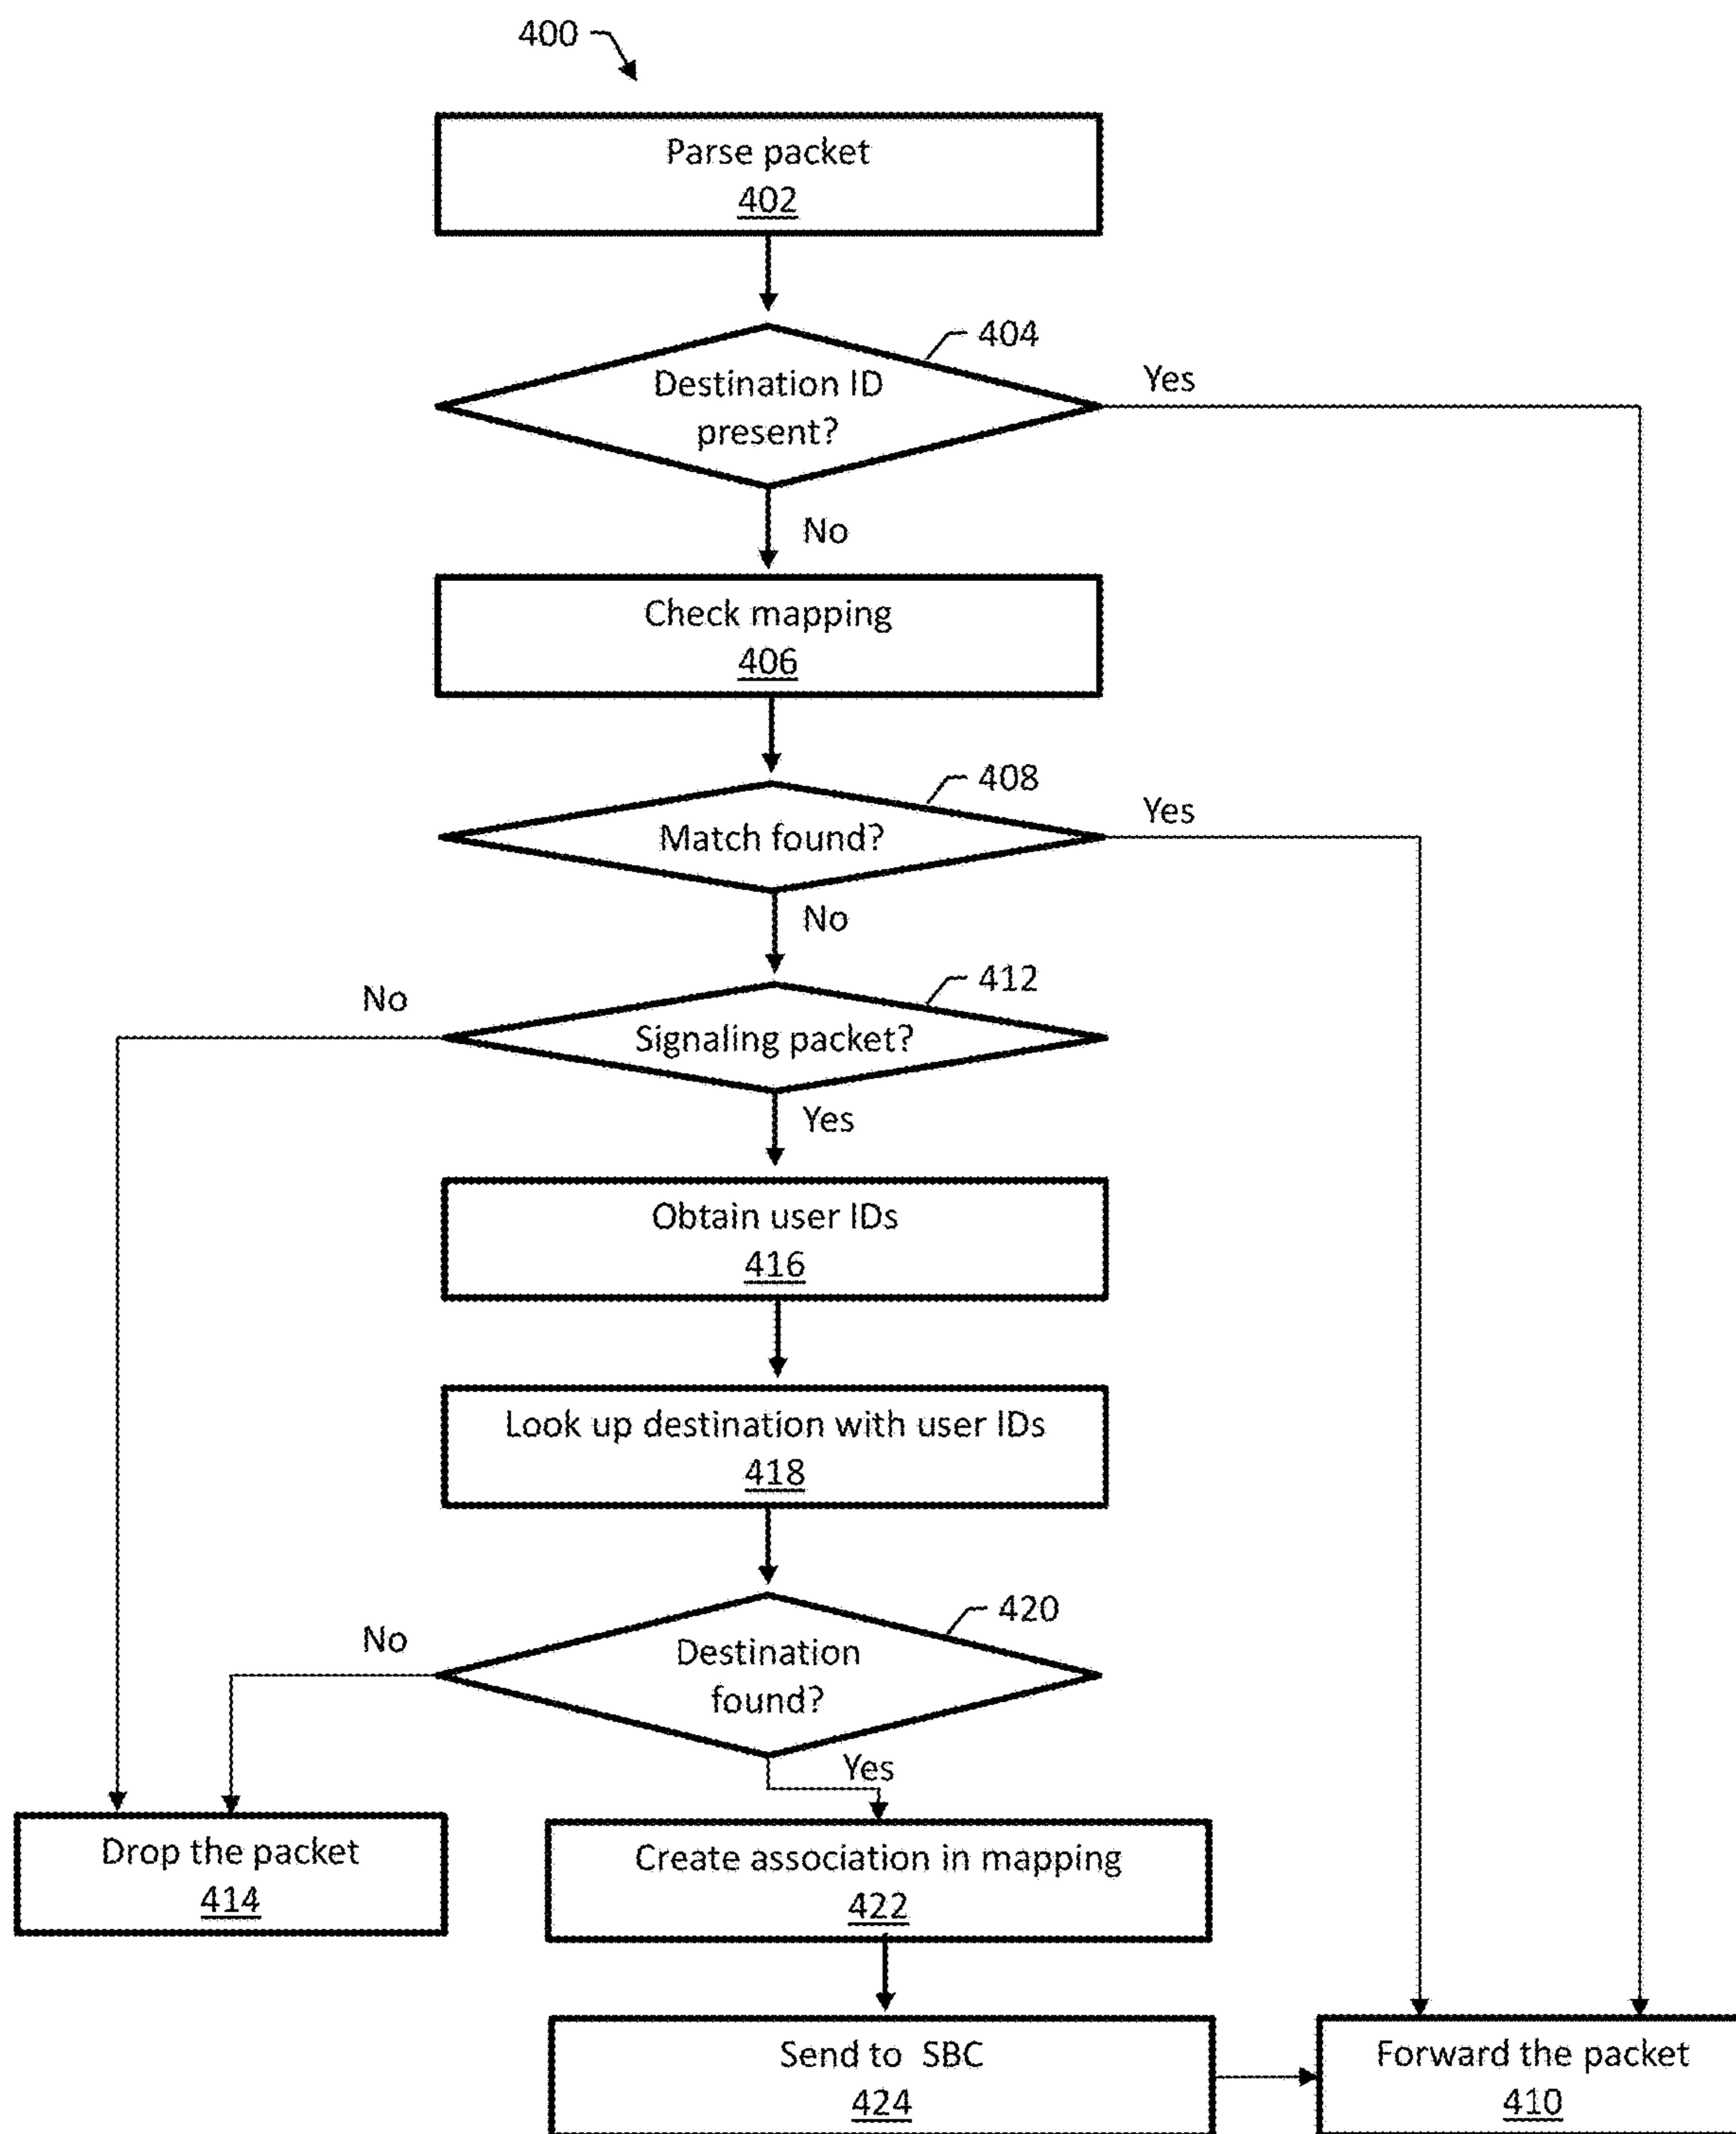 400
Parse packet
402
404
Destination ID
present?
Yes
No
Check mapping
406
408
Match found?
Yes
No
412
Signaling packet?
No
Yes
Obtain user IDs
416
Look up destination with user IDs
418
420
Destination
found?
No
Yes
Drop the packet
414
Create association in mapping
422
Send to SBC
424
Forward the packet
410